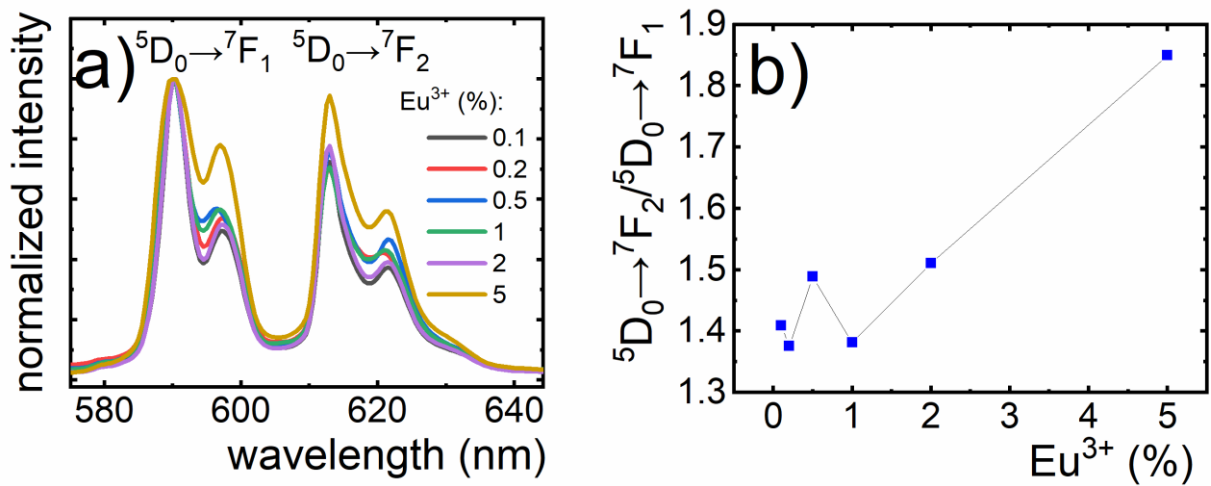 a)
⁵D₀→⁷F₁ ⁵D₀→⁷F₂
Eu³⁺ (%):
0.1
0.2
0.5
1
2
5
normalized intensity
580 600 620 640
wavelength (nm)
b)
⁵D₀→⁷F₂/⁵D₀→⁷F₁
1.9
1.8
1.7
1.6
1.5
1.4
1.3
0 1 2 3 4 5
Eu³⁺ (%)